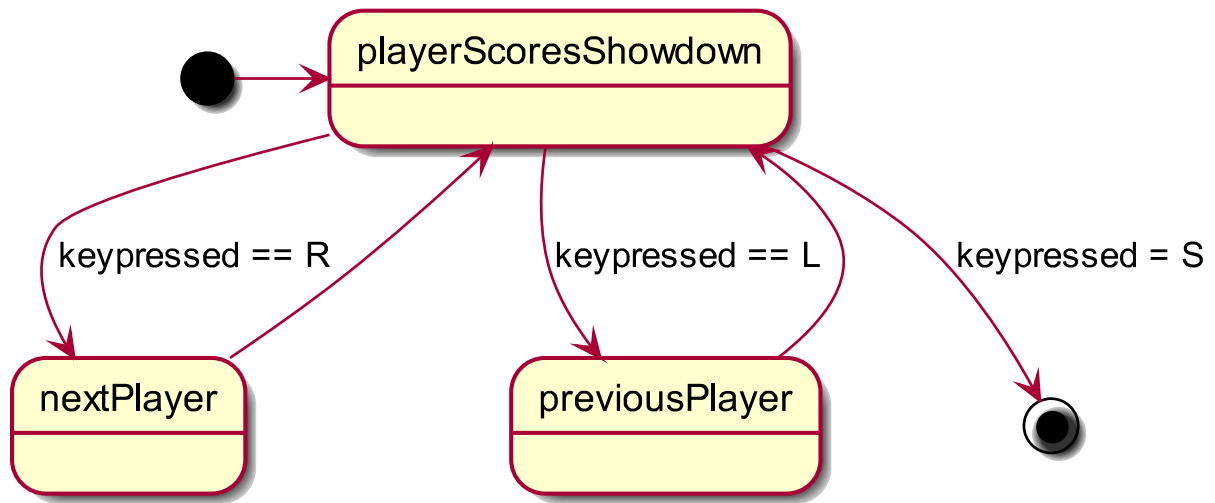 playerScoresShowdown
keypressed == R
keypressed == L
keypressed = S
nextPlayer
previousPlayer